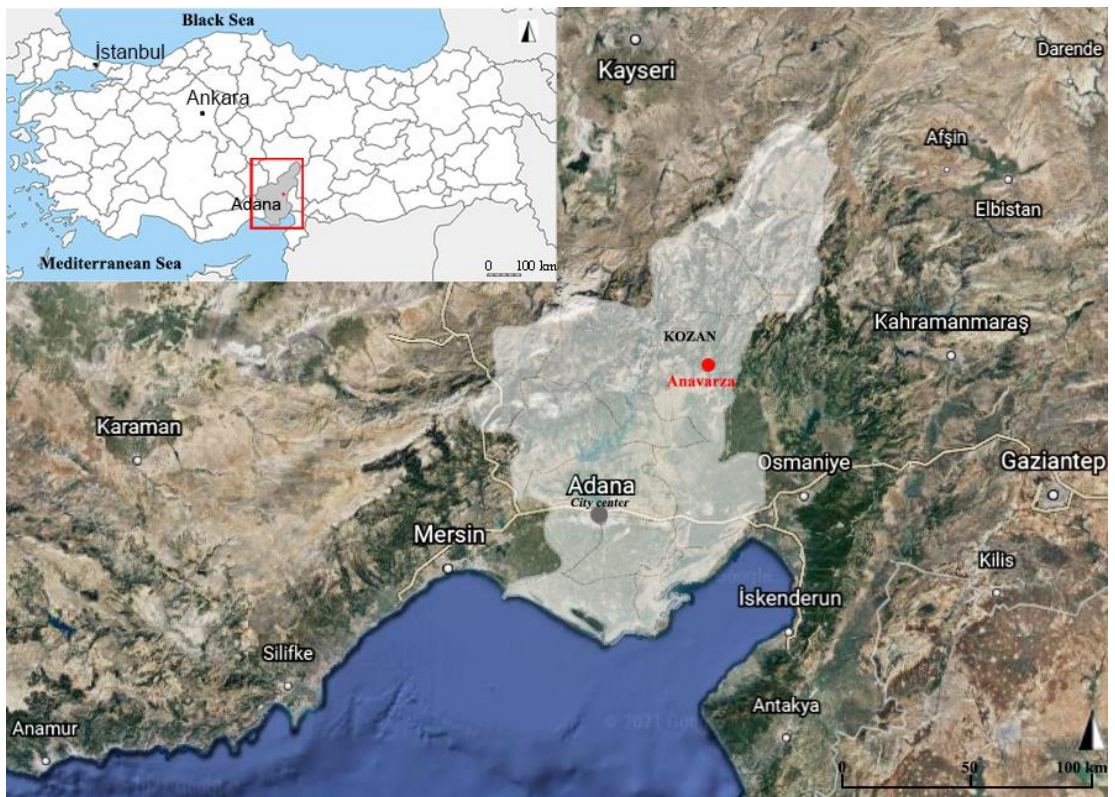 Black Sea
İstanbul
Ankara
Adana
Mediterranean Sea
0 100 km
Kayseri
Darende
Afşin
Elbistan
Kahramanmaraş
KOZAN
Anavarza
Karaman
Osmaniye
Gaziantep
Adana
City center
Mersin
Kilis
İskenderun
Silifke
Antakya
Anamur
0 50 100 km